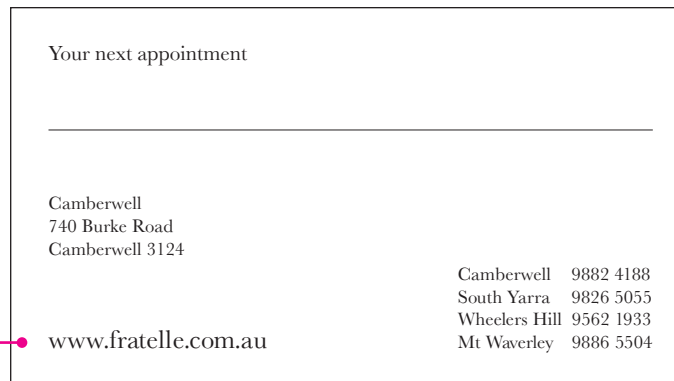 Your next appointment
Camberwell
740 Burke Road
Camberwell 3124
Camberwell 9882 4188
South Yarra 9826 5055
Wheelers Hill 9562 1933
Mt Waverley 9886 5504
www.fratelle.com.au